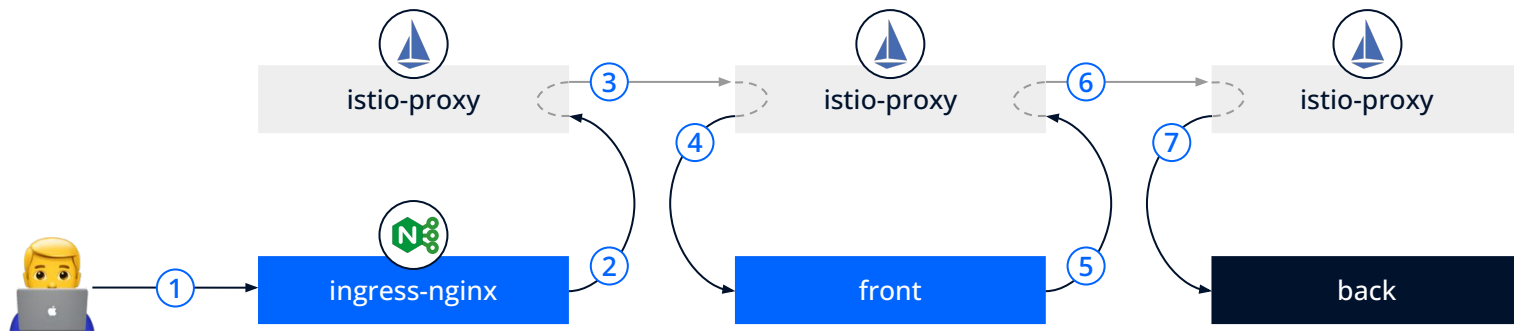 istio-proxy
3
istio-proxy
6
istio-proxy
4
7
N
1
ingress-nginx
2
front
5
back